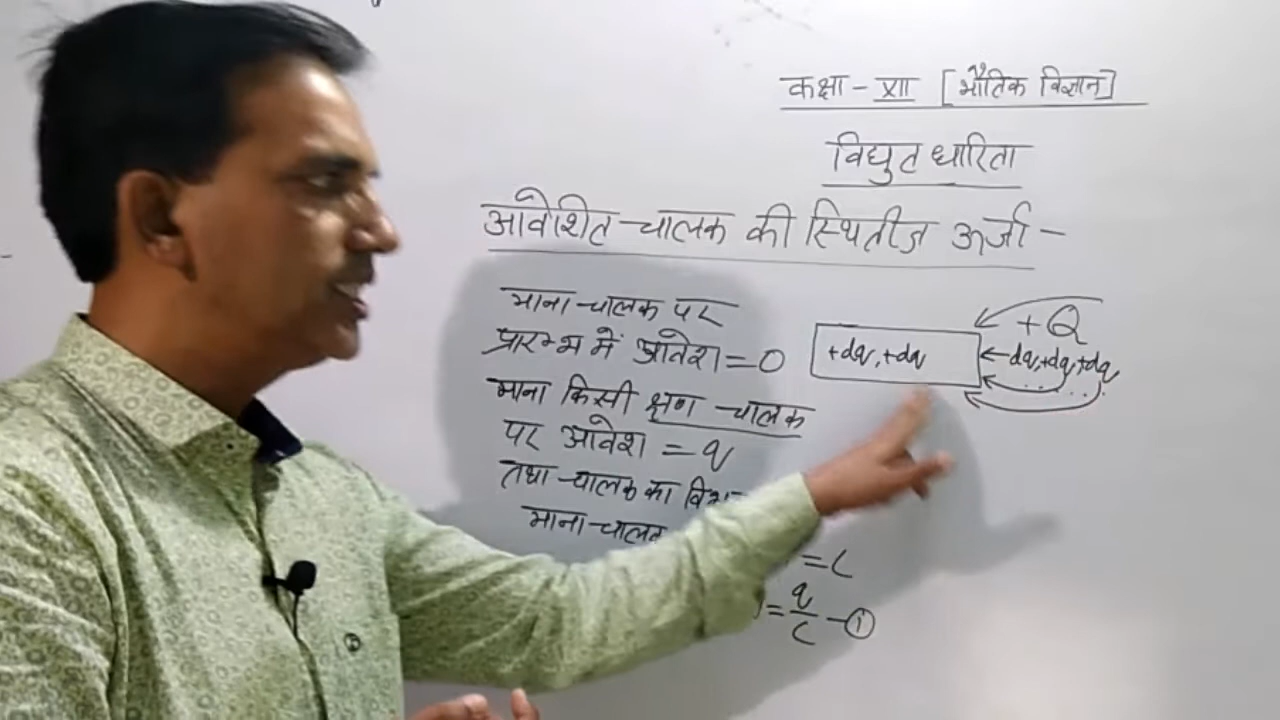 कक्षा - XII [भौतिक विज्ञान]
विद्युत धारिता
आवेशित चालक की स्थितीज ऊर्जा -
माना चालक पर
प्रारम्भ में आवेश = 0
+dq, +dq
+Q
dq, +dq, +dq
माना किसी क्षण चालक
पर आवेश = q
तथा चालक का
माना चालक
= C
= q/C - ①